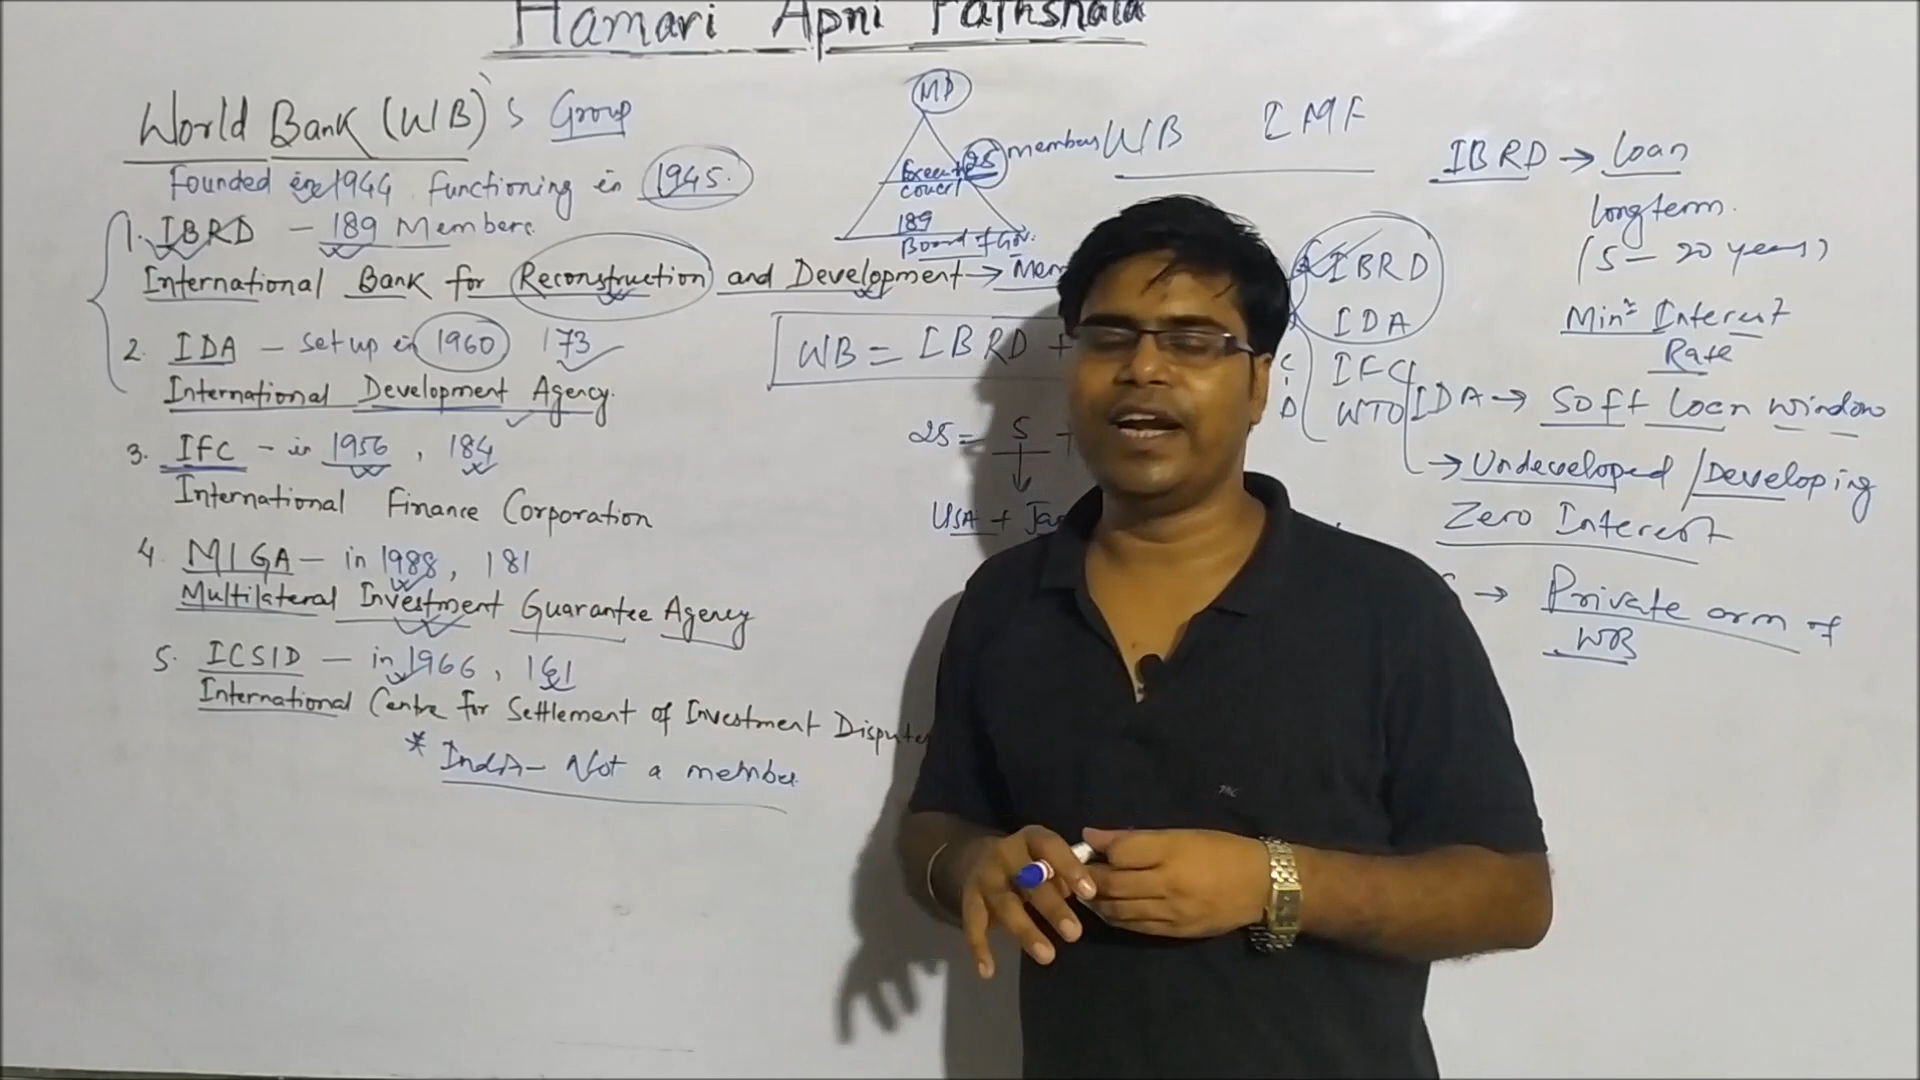 Hamari Apni Pathshala
World Bank (WB)'s Group
Founded in 1944, functioning in 1945.
1. IBRD - 189 Members
International Bank for Reconstruction and Development → Mem
2. IDA - Set up in 1960 173
International Development Agency.
3. IFC - in 1956, 184
International Finance Corporation
4. MIGA - in 1988, 181
Multilateral Investment Guarantee Agency
5. ICSID - in 1966, 161
International Centre for Settlement of Investment Disputes
* India - Not a member
MD
25 members
189
Board of Gov.
WB = IBRD +
25 = 5 +
USA + Jap
WB IMF
IBRD
IDA
IFC
WTO
IBRD → Loan
long term.
(5 - 20 years)
Min^m Interest
Rate
IDA → Soft Loan Window
→ Undeveloped / Developing
Zero Interest
→ Private arm of
WB